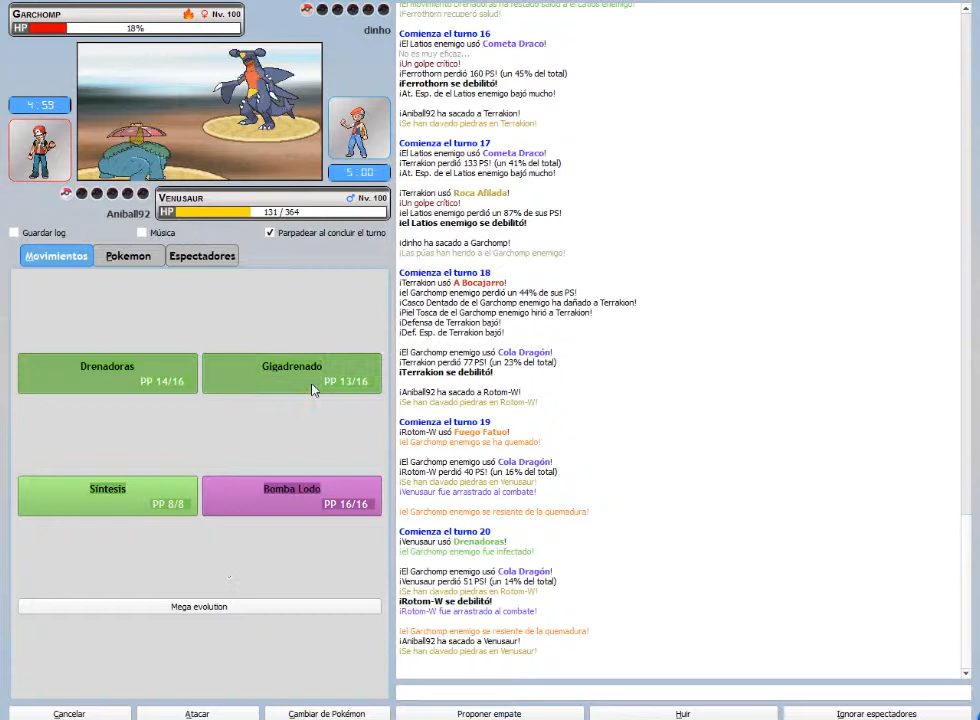 GARCHOMP Nv. 100
HP 18%
dinho
4:59
5:00
Aniball92
VENUSAUR Nv. 100
HP 131 / 364
Guardar log Música Parpadear al concluir el turno
Movimientos Pokemon Espectadores
Drenadoras
PP 14/16
Gigadrenado
PP 13/16
Síntesis
PP 8/8
Bomba Lodo
PP 16/16
Mega evolution
Cancelar Atacar Cambiar de Pokémon
¡El movimiento Drenadoras ha restado salud a el Latios enemigo!
¡Ferrothorn recuperó salud!
Comienza el turno 16
¡El Latios enemigo usó Cometa Draco!
No es muy eficaz...
¡Un golpe crítico!
¡Ferrothorn perdió 160 PS! (un 45% del total)
¡Ferrothorn se debilitó!
¡At. Esp. de el Latios enemigo bajó mucho!
¡Aniball92 ha sacado a Terrakion!
¡Se han clavado piedras en Terrakion!
Comienza el turno 17
¡El Latios enemigo usó Cometa Draco!
¡Terrakion perdió 133 PS! (un 41% del total)
¡At. Esp. de el Latios enemigo bajó mucho!
¡Terrakion usó Roca Afilada!
¡Un golpe crítico!
¡el Latios enemigo perdió un 87% de sus PS!
¡el Latios enemigo se debilitó!
¡dinho ha sacado a Garchomp!
¡Las púas han herido a el Garchomp enemigo!
Comienza el turno 18
¡Terrakion usó A Bocajarro!
¡el Garchomp enemigo perdió un 44% de sus PS!
¡Casco Dentado de el Garchomp enemigo ha dañado a Terrakion!
¡Piel Tosca de el Garchomp enemigo hirió a Terrakion!
¡Defensa de Terrakion bajó!
¡Def. Esp. de Terrakion bajó!
¡El Garchomp enemigo usó Cola Dragón!
¡Terrakion perdió 77 PS! (un 23% del total)
¡Terrakion se debilitó!
¡Aniball92 ha sacado a Rotom-W!
¡Se han clavado piedras en Rotom-W!
Comienza el turno 19
¡Rotom-W usó Fuego Fatuo!
¡el Garchomp enemigo se ha quemado!
¡El Garchomp enemigo usó Cola Dragón!
¡Rotom-W perdió 40 PS! (un 16% del total)
¡Se han clavado piedras en Venusaur!
¡Venusaur fue arrastrado al combate!
¡el Garchomp enemigo se resiente de la quemadura!
Comienza el turno 20
¡Venusaur usó Drenadoras!
¡el Garchomp enemigo fue infectado!
¡El Garchomp enemigo usó Cola Dragón!
¡Venusaur perdió 51 PS! (un 14% del total)
¡Se han clavado piedras en Rotom-W!
¡Rotom-W se debilitó!
¡Rotom-W fue arrastrado al combate!
¡el Garchomp enemigo se resiente de la quemadura!
¡Aniball92 ha sacado a Venusaur!
¡Se han clavado piedras en Venusaur!
Proponer empate Huir Ignorar espectadores